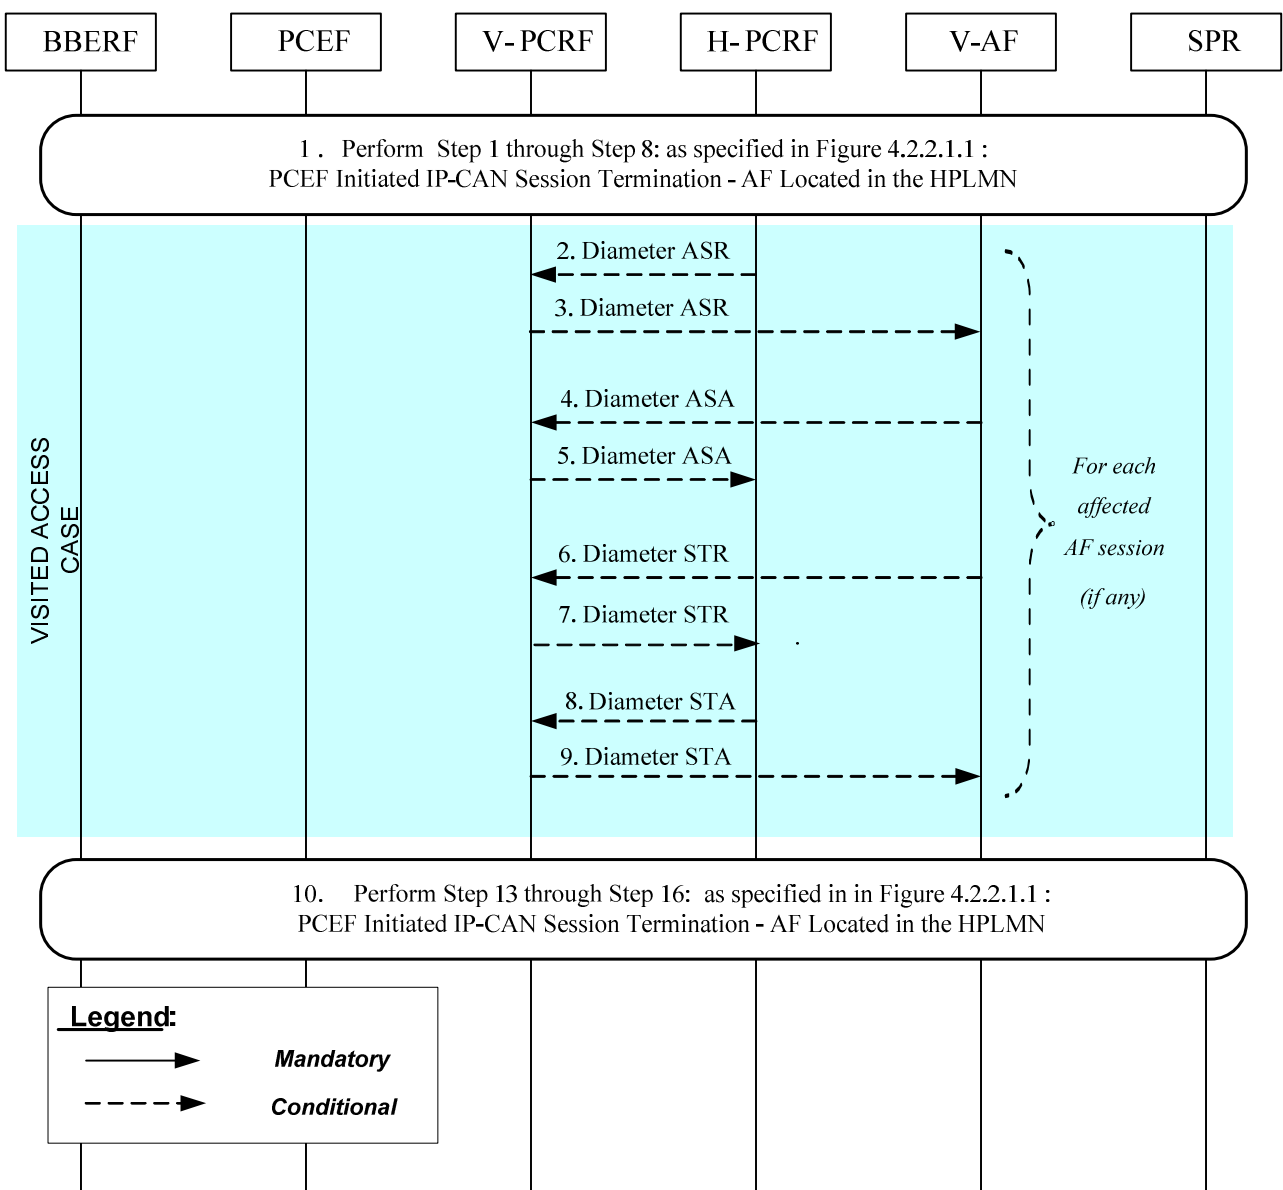 BBERF
PCEF
V-PCRF
H-PCRF
V-AF
SPR
1. Perform Step 1 through Step 8: as specified in Figure 4.2.2.1.1 :
PCEF Initiated IP-CAN Session Termination - AF Located in the HPLMN
VISITED ACCESS
CASE
2. Diameter ASR
3. Diameter ASR
4. Diameter ASA
5. Diameter ASA
6. Diameter STR
7. Diameter STR
8. Diameter STA
9. Diameter STA
For each
affected
AF session
(if any)
10. Perform Step 13 through Step 16: as specified in in Figure 4.2.2.1.1 :
PCEF Initiated IP-CAN Session Termination - AF Located in the HPLMN
Legend:
Mandatory
Conditional